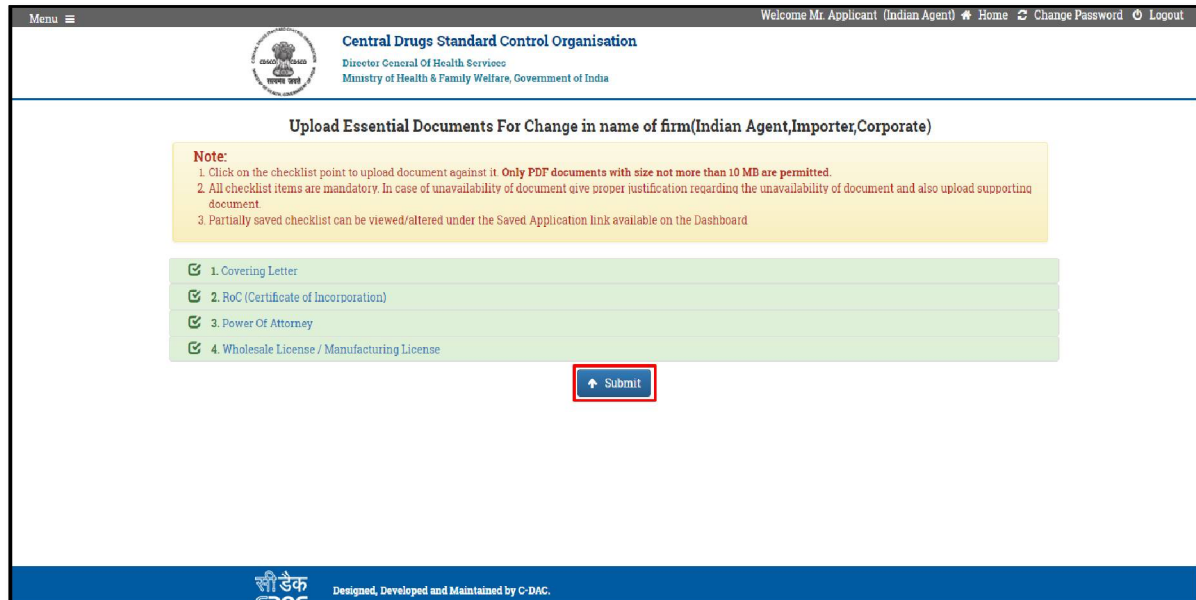 Menu
Welcome Mr. Applicant (Indian Agent) Home Change Password Logout
Central Drugs Standard Control Organisation
Director General Of Health Services
Ministry of Health & Family Welfare, Government of India
Upload Essential Documents For Change in name of firm(Indian Agent,Importer,Corporate)
Note:
1. Click on the checklist point to upload document against it. Only PDF documents with size not more than 10 MB are permitted.
2. All checklist items are mandatory. In case of unavailability of document give proper justification regarding the unavailability of document and also upload supporting
document.
3. Partially saved checklist can be viewed/altered under the Saved Application link available on the Dashboard
1. Covering Letter
2. RoC (Certificate of Incorporation)
3. Power Of Attorney
4. Wholesale License / Manufacturing License
Submit
सी डैक
Designed, Developed and Maintained by C-DAC.